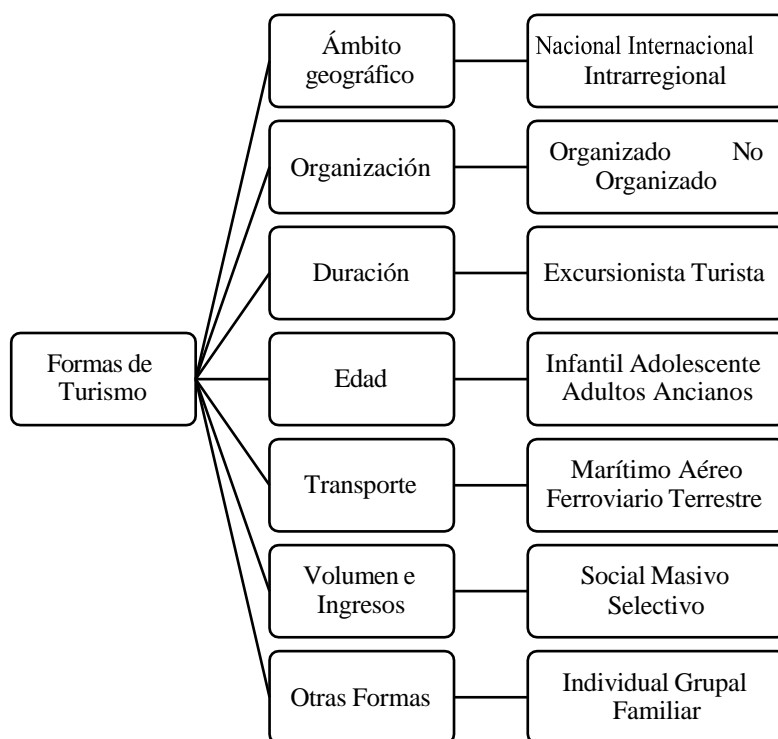 Formas de
Turismo
Ámbito
geográfico
Nacional Internacional
Intrarregional
Organización
Organizado No
Organizado
Duración
Excursionista Turista
Edad
Infantil Adolescente
Adultos Ancianos
Transporte
Marítimo Aéreo
Ferroviario Terrestre
Volumen e
Ingresos
Social Masivo
Selectivo
Otras Formas
Individual Grupal
Familiar